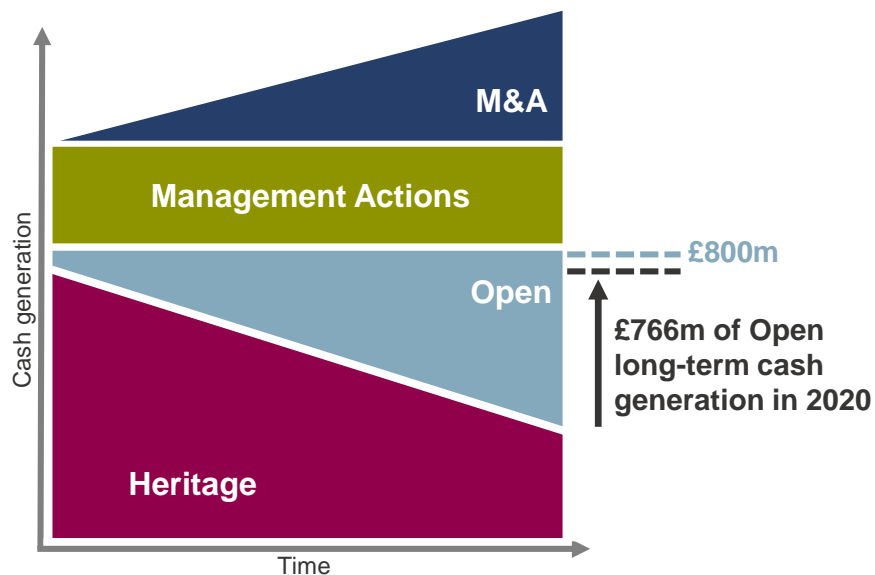 M&A
Management Actions
£800m
Open
£766m of Open
long-term cash
generation in 2020
Heritage
Cash generation
Time